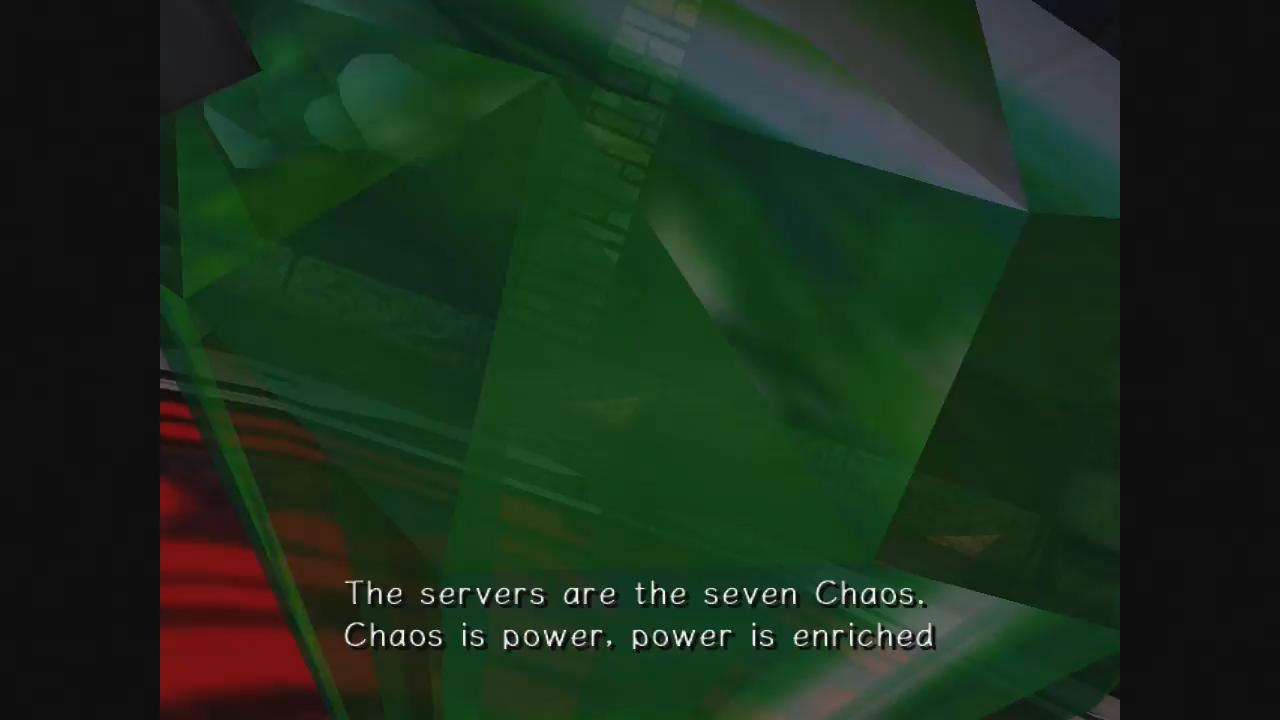 The servers are the seven Chaos.
Chaos is power, power is enriched